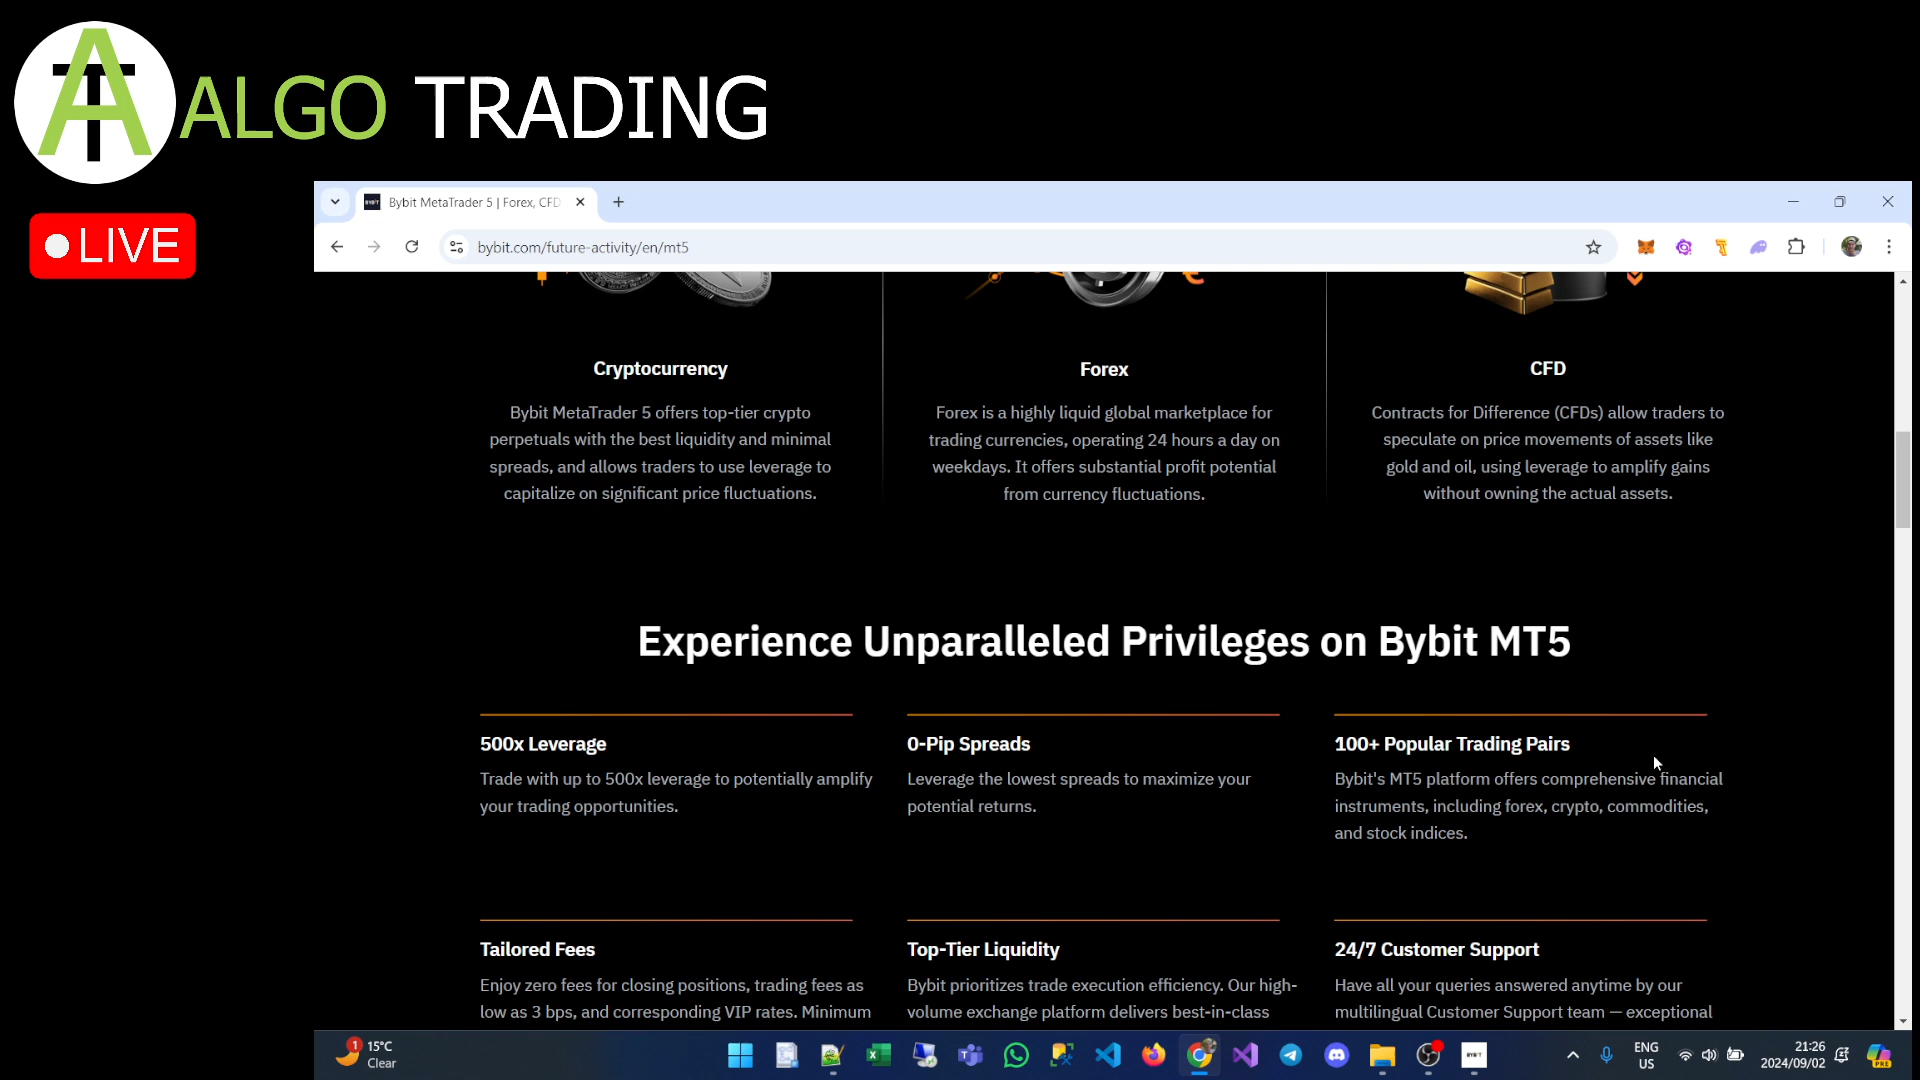 AT ALGO TRADING
LIVE
Bybit MetaTrader 5 | Forex, CFD
bybit.com/future-activity/en/mt5
Cryptocurrency
Bybit MetaTrader 5 offers top-tier crypto
perpetuals with the best liquidity and minimal
spreads, and allows traders to use leverage to
capitalize on significant price fluctuations.
Forex
Forex is a highly liquid global marketplace for
trading currencies, operating 24 hours a day on
weekdays. It offers substantial profit potential
from currency fluctuations.
CFD
Contracts for Difference (CFDs) allow traders to
speculate on price movements of assets like
gold and oil, using leverage to amplify gains
without owning the actual assets.
Experience Unparalleled Privileges on Bybit MT5
500x Leverage
Trade with up to 500x leverage to potentially amplify
your trading opportunities.
0-Pip Spreads
Leverage the lowest spreads to maximize your
potential returns.
100+ Popular Trading Pairs
Bybit's MT5 platform offers comprehensive financial
instruments, including forex, crypto, commodities,
and stock indices.
Tailored Fees
Enjoy zero fees for closing positions, trading fees as
low as 3 bps, and corresponding VIP rates. Minimum
Top-Tier Liquidity
Bybit prioritizes trade execution efficiency. Our high-
volume exchange platform delivers best-in-class
24/7 Customer Support
Have all your queries answered anytime by our
multilingual Customer Support team — exceptional
1
15°C
Clear
ENG
US
21:26
2024/09/02
PRE